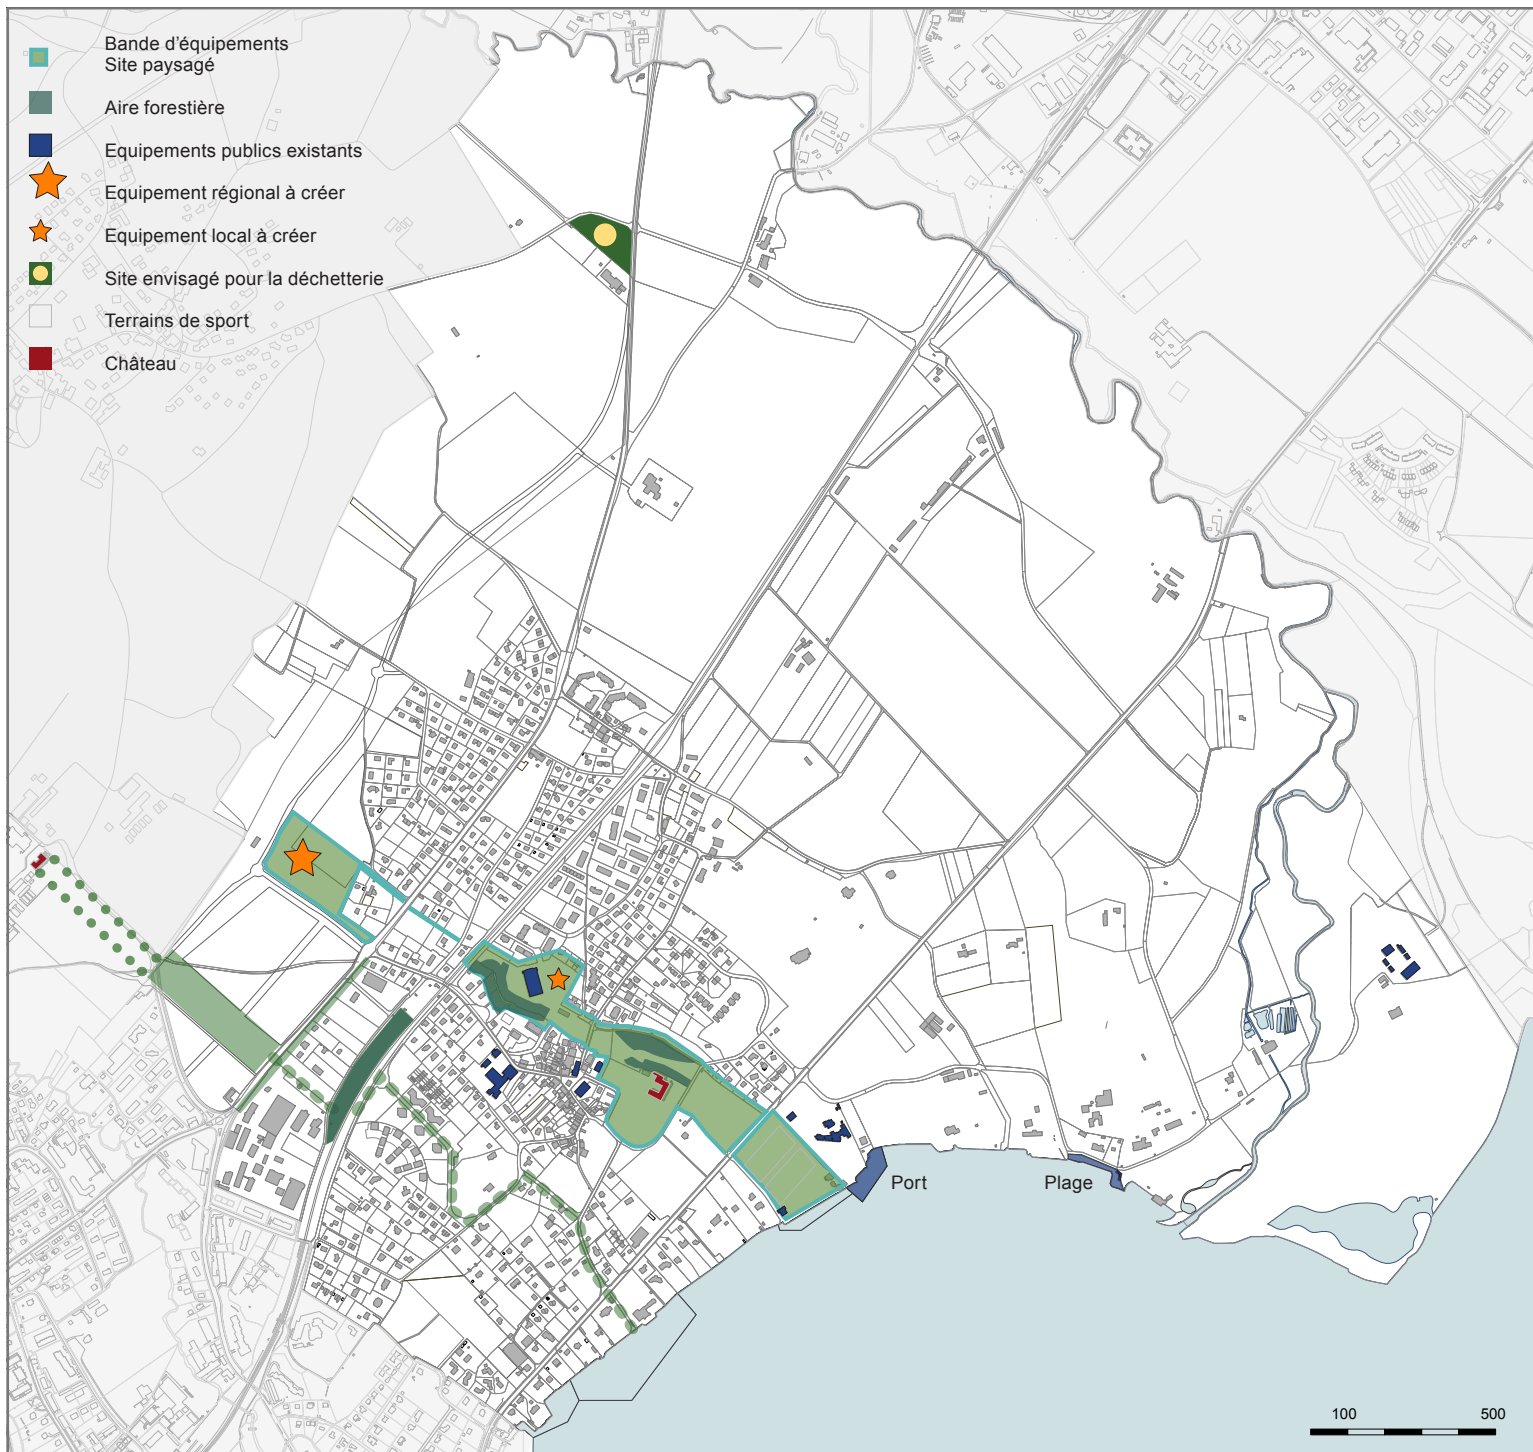 Bande d'équipements
Site paysagé
Aire forestière
Equipements publics existants
Equipement régional à créer
Equipement local à créer
Site envisagé pour la déchetterie
Terrains de sport
Château
Port
Plage
100 500